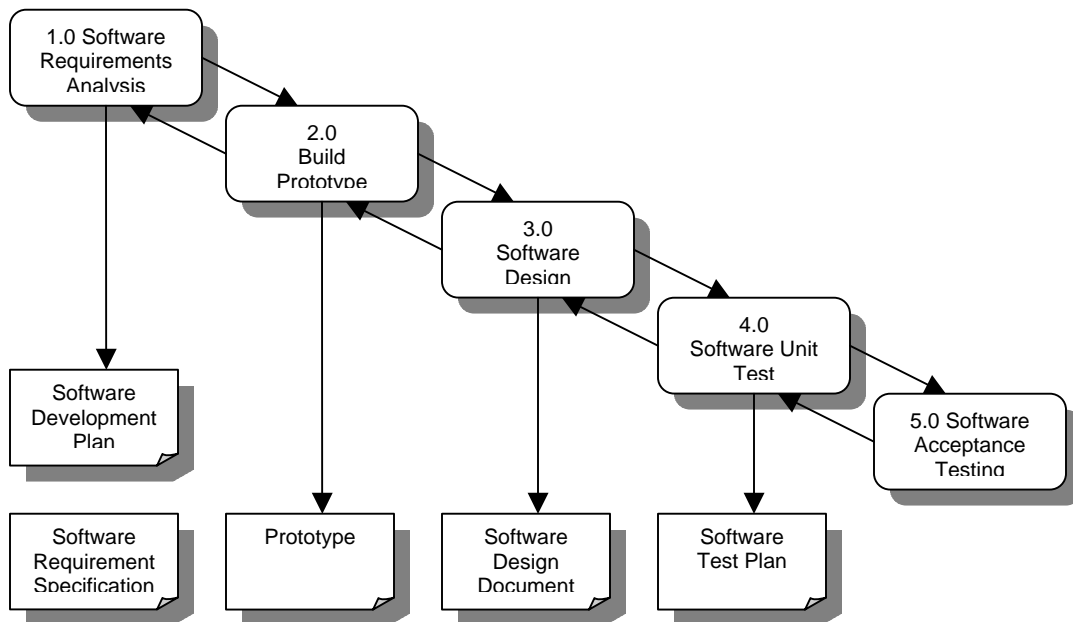 1.0 Software
Requirements
Analysis
2.0
Build
Prototype
3.0
Software
Design
4.0
Software Unit
Test
5.0 Software
Acceptance
Testing
Software
Development
Plan
Software
Requirement
Specification
Prototype
Software
Design
Document
Software
Test Plan